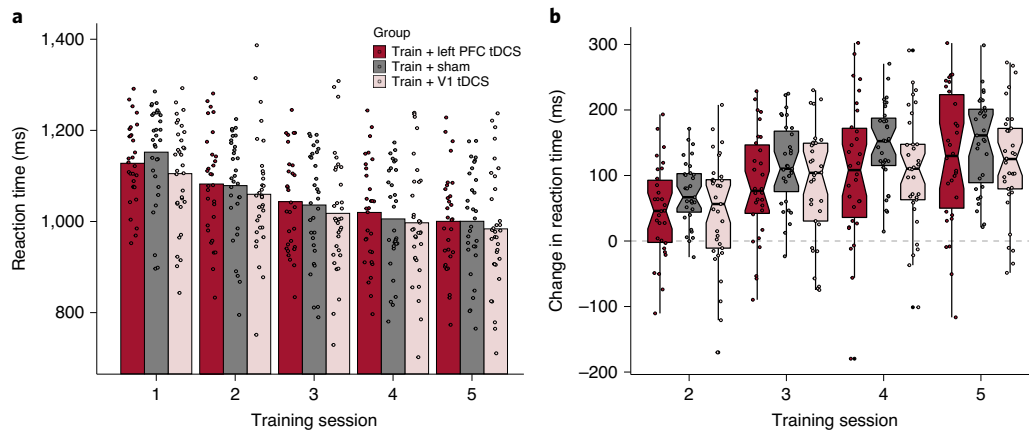 a
1,400
1,200
1,000
800
Reaction time (ms)
Group
Train + left PFC tDCS
Train + sham
Train + V1 tDCS
1 2 3 4 5
Training session
b
300
200
100
0
−100
−200
Change in reaction time (ms)
2 3 4 5
Training session